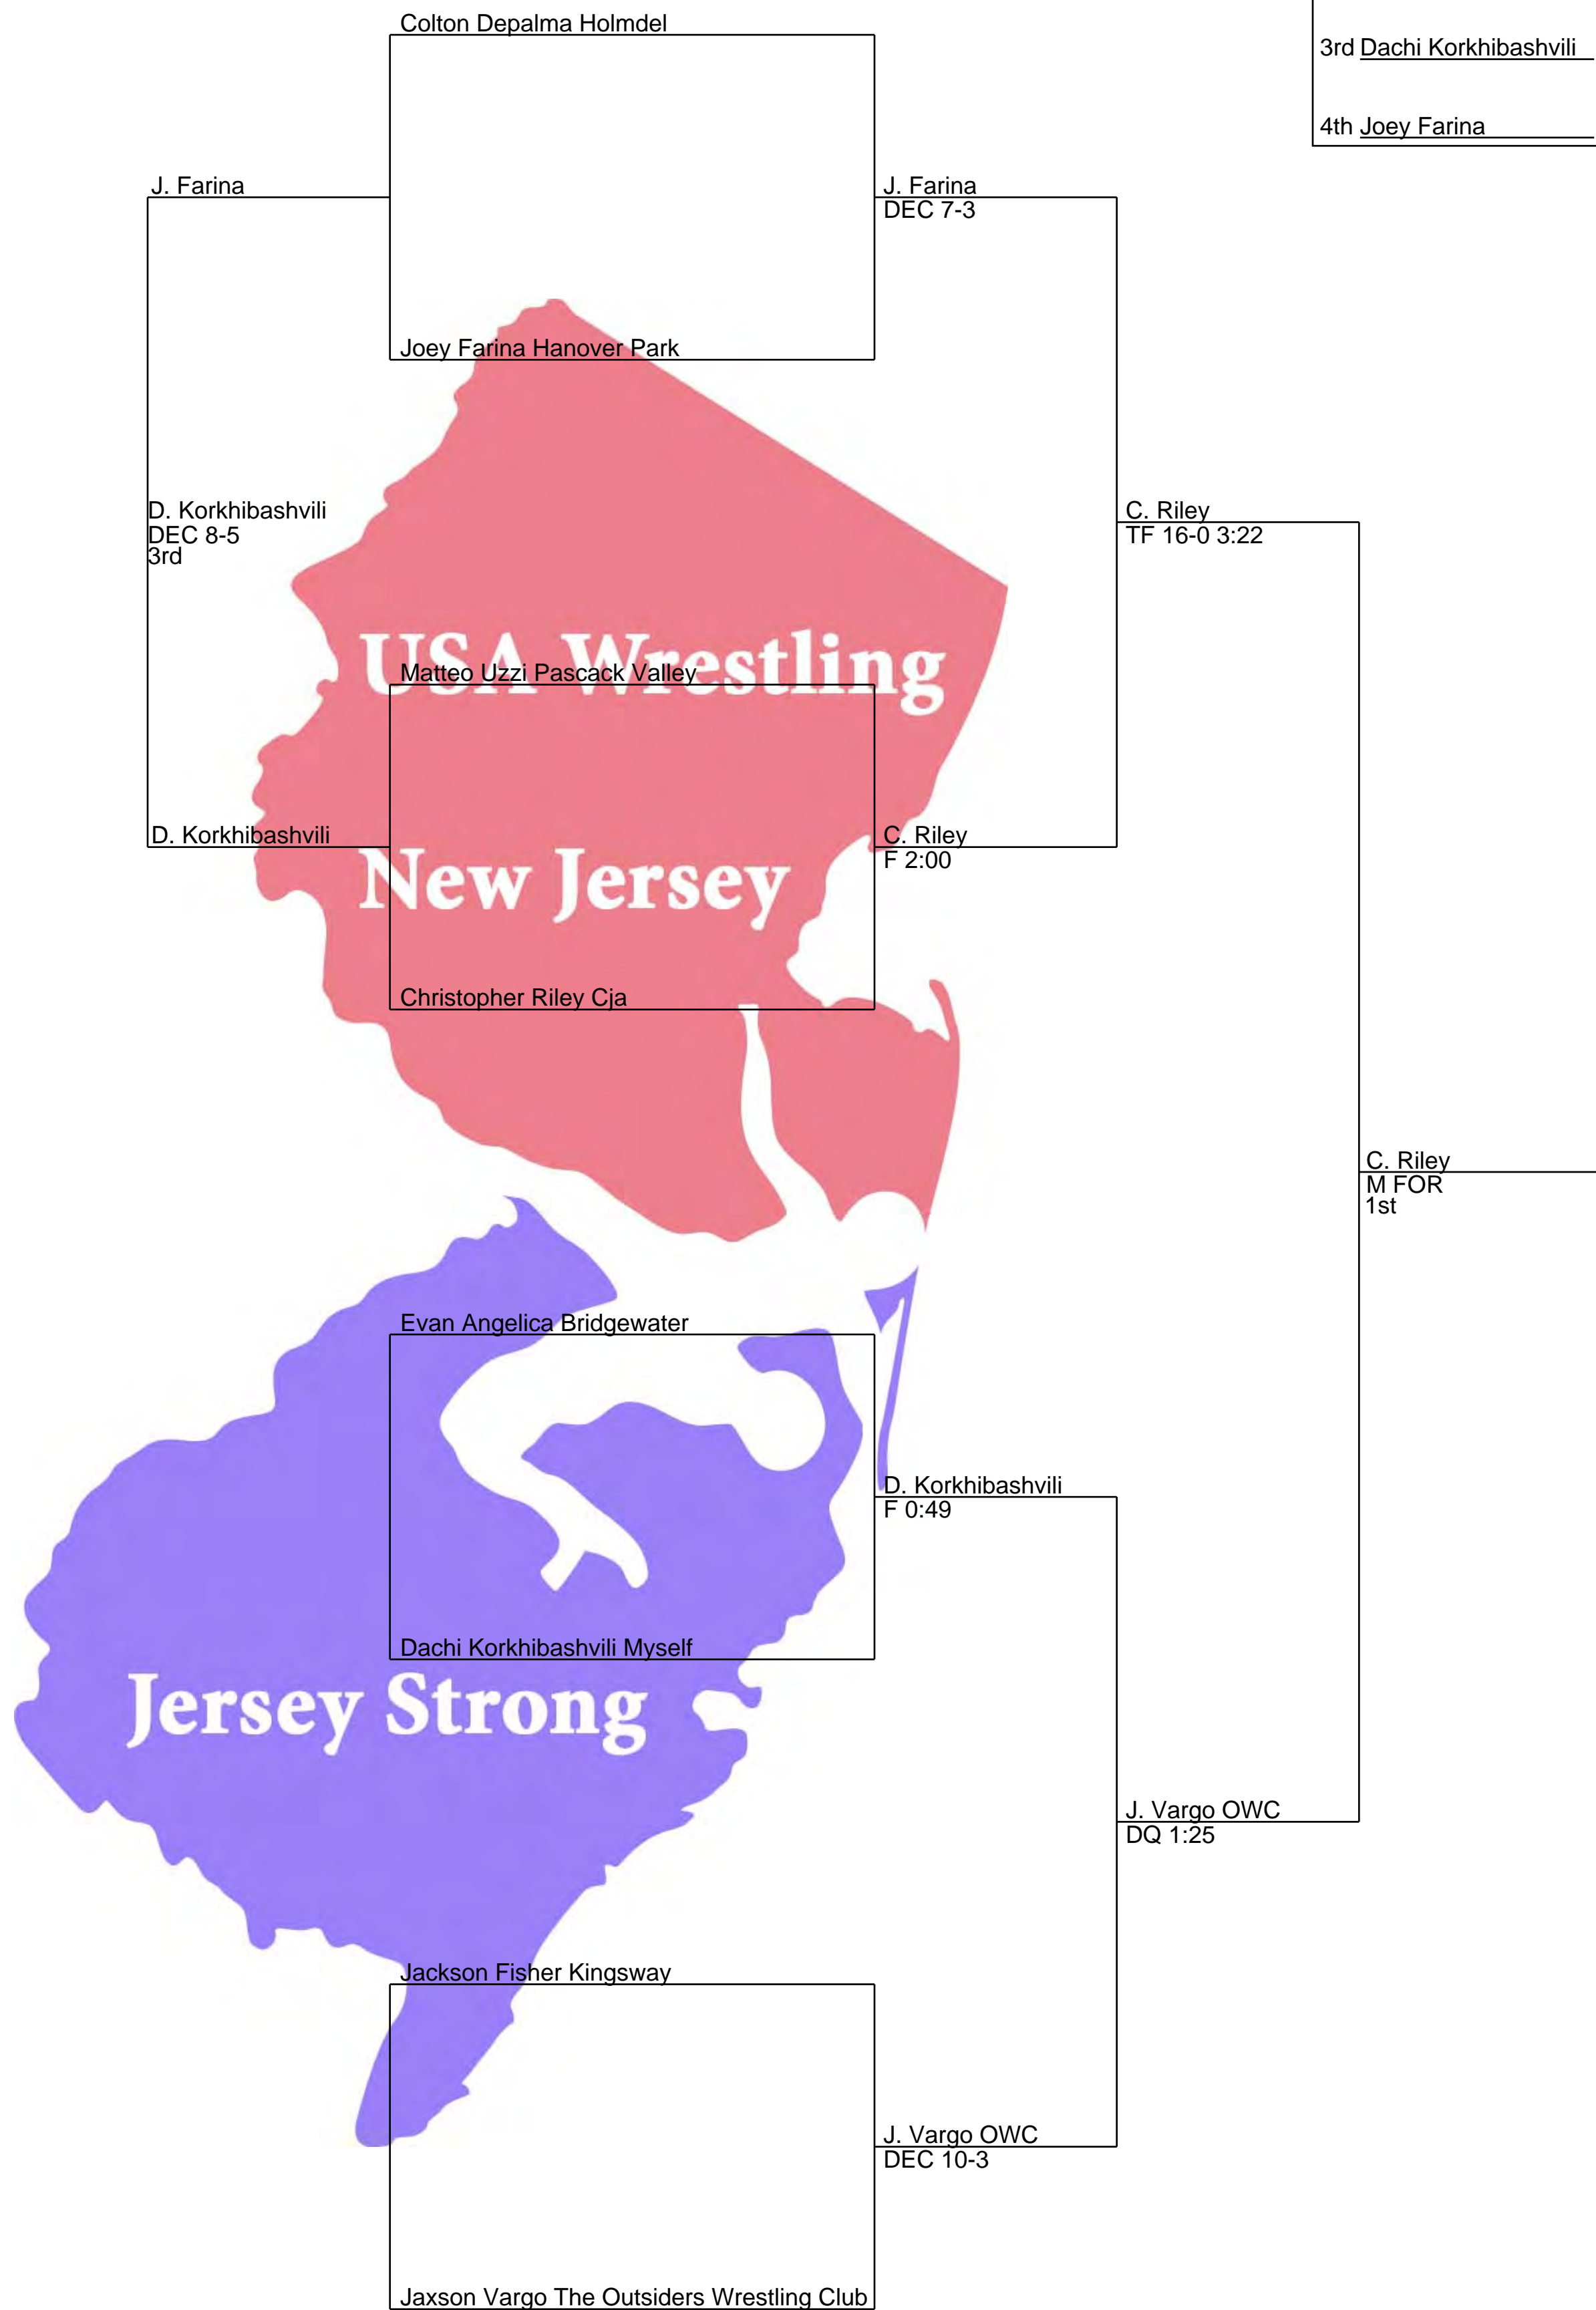 Colton Depalma Holmdel
3rd Dachi Korkhibashvili
4th Joey Farina
J. Farina
J. Farina
DEC 7-3
Joey Farina Hanover Park
D. Korkhibashvili
DEC 8-5
3rd
C. Riley
TF 16-0 3:22
USA Wrestling
Matteo Uzzi Pascack Valley
D. Korkhibashvili
C. Riley
F 2:00
New Jersey
Christopher Riley Cja
C. Riley
M FOR
1st
Evan Angelica Bridgewater
D. Korkhibashvili
F 0:49
Dachi Korkhibashvili Myself
Jersey Strong
J. Vargo OWC
DQ 1:25
Jackson Fisher Kingsway
J. Vargo OWC
DEC 10-3
Jaxson Vargo The Outsiders Wrestling Club